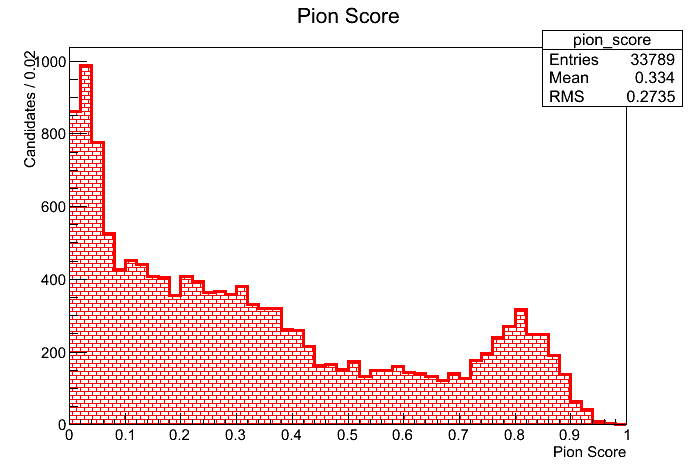 Pion Score
pion_score
Entries 33789
Mean 0.334
RMS 0.2735
Candidates / 0.02
1000
800
600
400
200
0
0 0.1 0.2 0.3 0.4 0.5 0.6 0.7 0.8 0.9 1
Pion Score